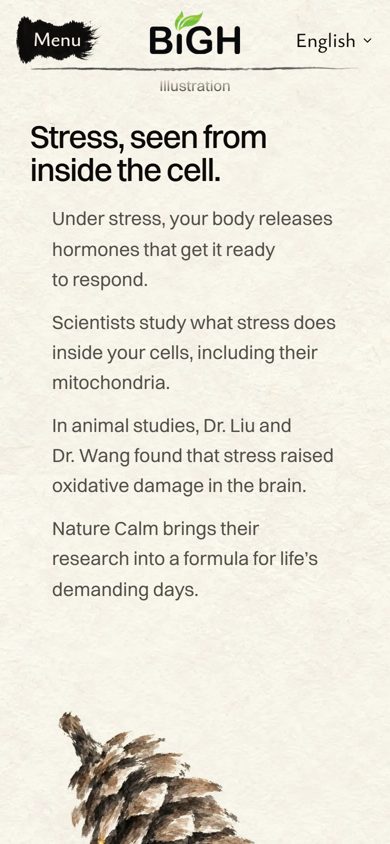 Menu
BiGH
English
Illustration
Stress, seen from
inside the cell.
Under stress, your body releases
hormones that get it ready
to respond.
Scientists study what stress does
inside your cells, including their
mitochondria.
In animal studies, Dr. Liu and
Dr. Wang found that stress raised
oxidative damage in the brain.
Nature Calm brings their
research into a formula for life’s
demanding days.